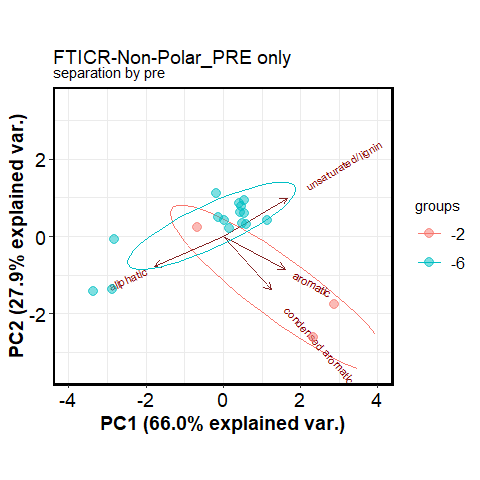 FTICR-Non-Polar_PRE only
separation by pre
PC2 (27.9% explained var.)
2
0
-2
unsaturated/lignin
aliphatic
aromatic
condensed aromatic
groups
-2
-6
-4
-2
0
2
4
PC1 (66.0% explained var.)